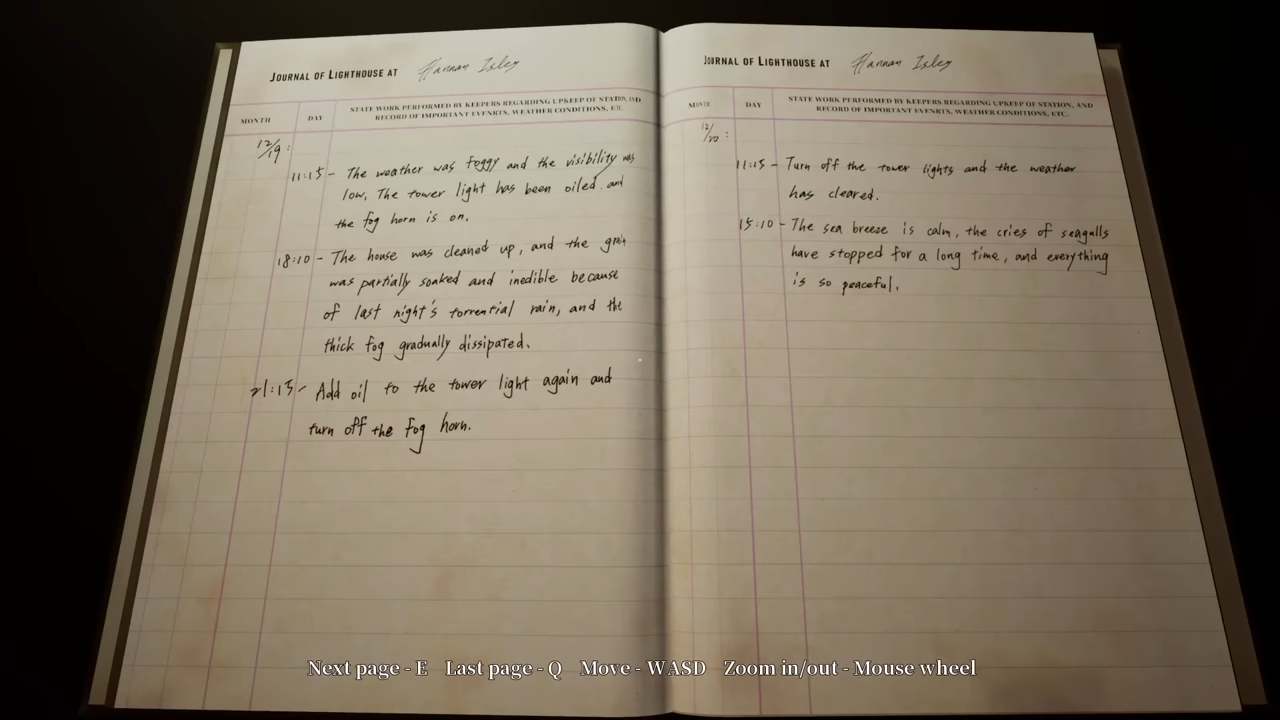 JOURNAL OF LIGHTHOUSE AT Hannan Isley
MONTH
DAY
STATE WORK PERFORMED BY KEEPERS REGARDING UPKEEP OF STATION, AND
RECORD OF IMPORTANT EVENRTS, WEATHER CONDITIONS, ETC.
12/19:
11:15 - The weather was foggy and the visibility was
low. The tower light has been oiled and
the fog horn is on.
18:10 - The house was cleaned up, and the grain
was partially soaked and inedible because
of last night's torrential rain, and the
thick fog gradually dissipated.
21:15 - Add oil to the tower light again and
turn off the fog horn.
JOURNAL OF LIGHTHOUSE AT Hannan Isley
MONTH
DAY
STATE WORK PERFORMED BY KEEPERS REGARDING UPKEEP OF STATION, AND
RECORD OF IMPORTANT EVENRTS, WEATHER CONDITIONS, ETC.
12/20:
11:15 - Turn off the tower lights and the weather
has cleared.
15:10 - The sea breeze is calm, the cries of seagulls
have stopped for a long time, and everything
is so peaceful.
Next page - E Last page - Q Move - WASD Zoom in/out - Mouse wheel